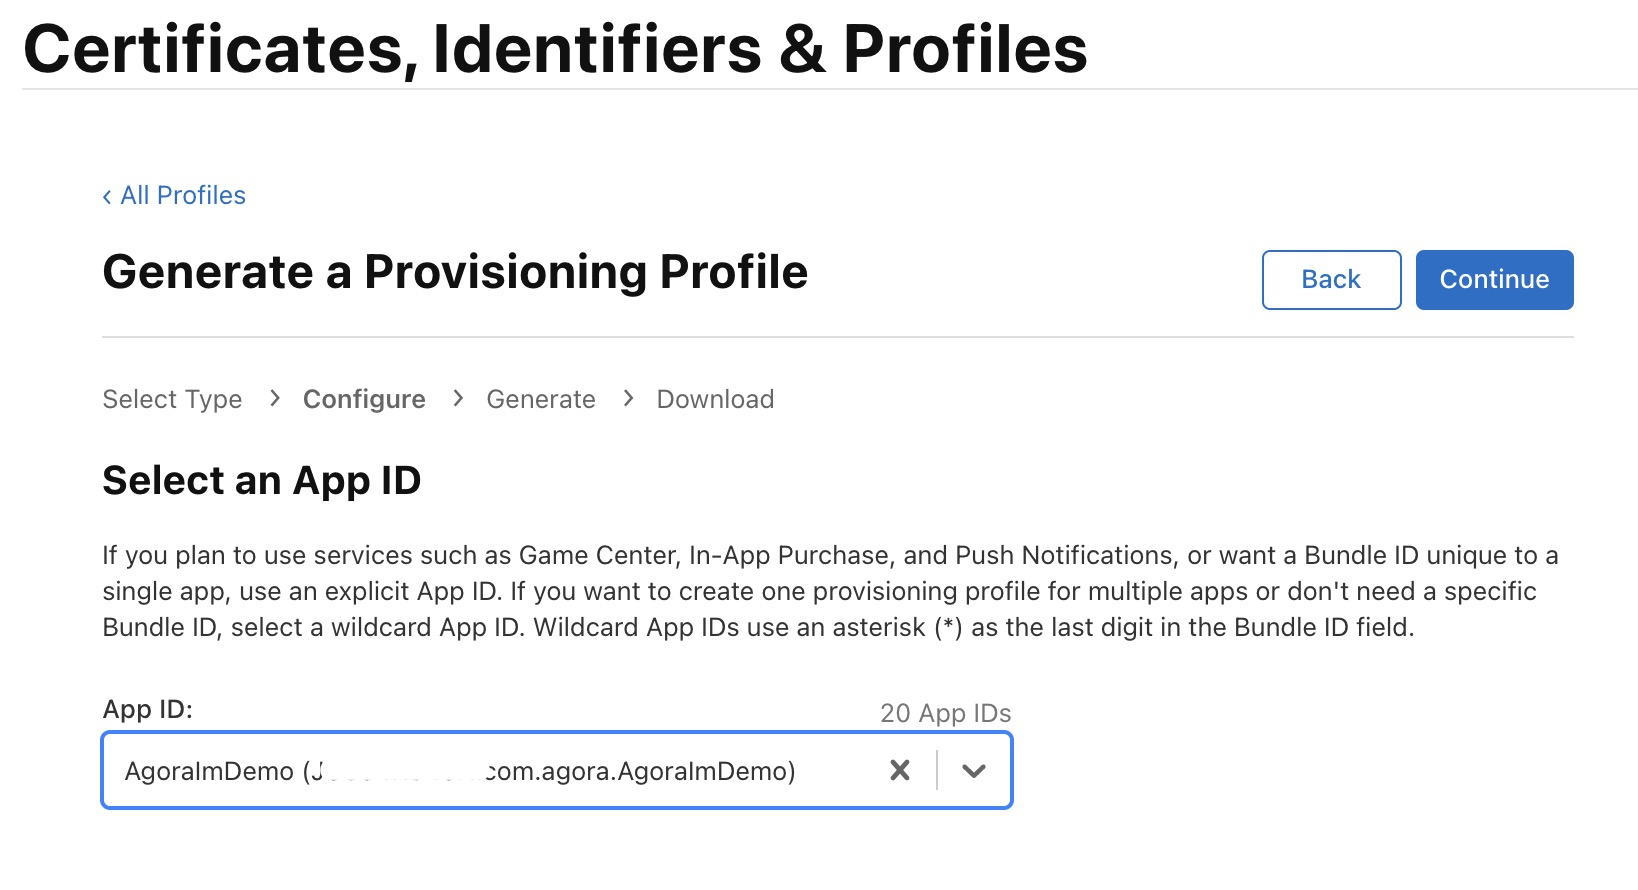 Certificates, Identifiers & Profiles
‹ All Profiles
Generate a Provisioning Profile
Back
Continue
Select Type > Configure > Generate > Download
Select an App ID
If you plan to use services such as Game Center, In-App Purchase, and Push Notifications, or want a Bundle ID unique to a
single app, use an explicit App ID. If you want to create one provisioning profile for multiple apps or don't need a specific
Bundle ID, select a wildcard App ID. Wildcard App IDs use an asterisk (*) as the last digit in the Bundle ID field.
App ID:
20 App IDs
AgoraImDemo ( com.agora.AgoraImDemo)